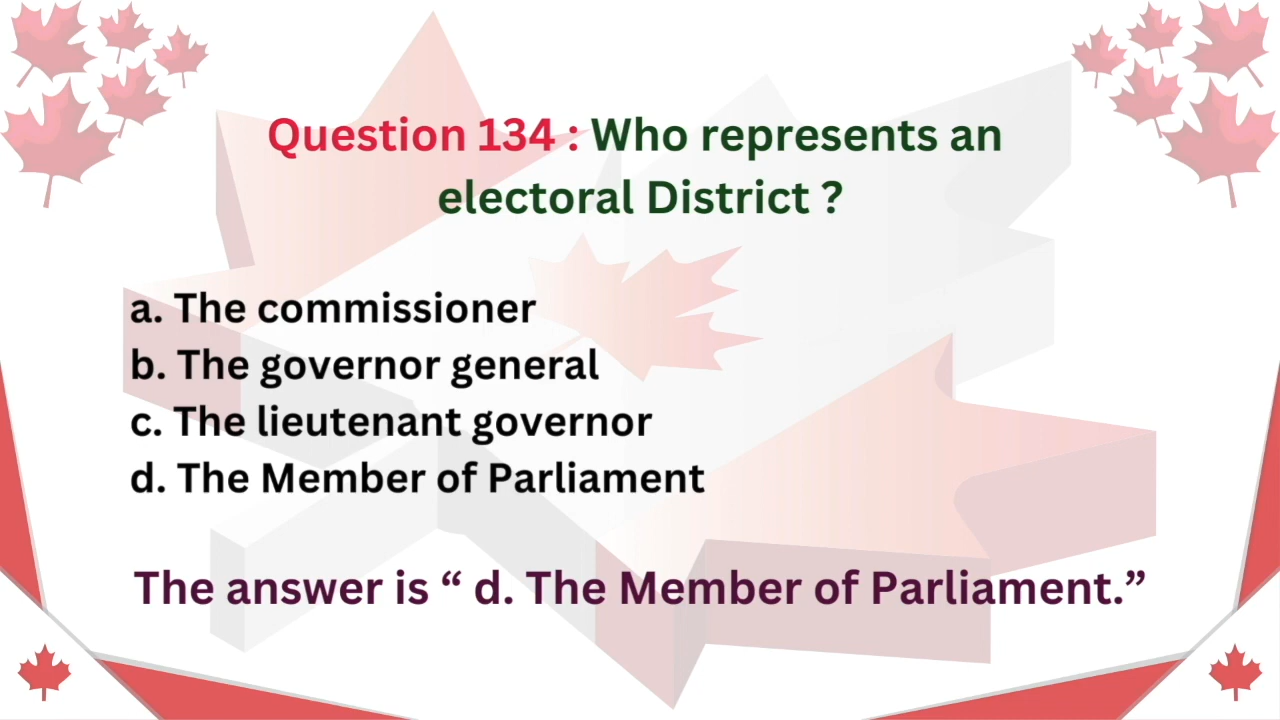 Question 134 : Who represents an
electoral District ?
a. The commissioner
b. The governor general
c. The lieutenant governor
d. The Member of Parliament
The answer is “ d. The Member of Parliament.”